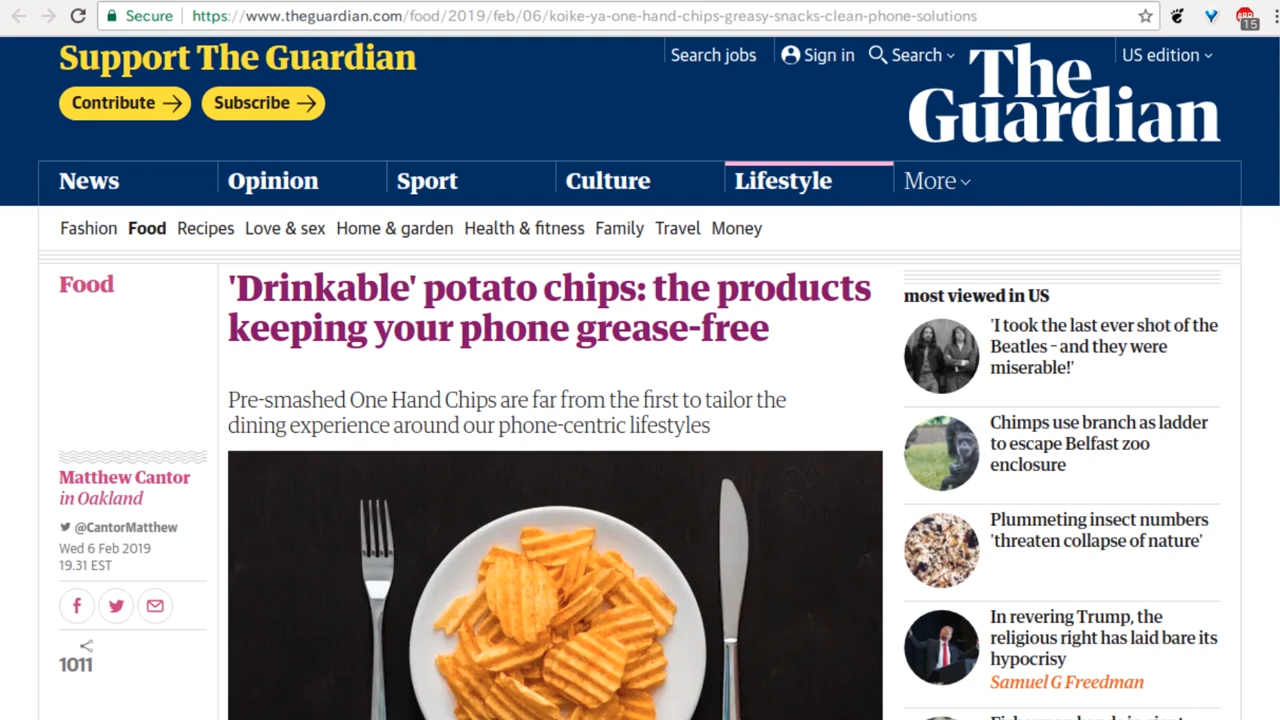 Secure
https://www.theguardian.com/food/2019/feb/06/koike-ya-one-hand-chips-greasy-snacks-clean-phone-solutions
15
Support The Guardian
Contribute
Subscribe
Search jobs
Sign in
Search
US edition
The
Guardian
News
Opinion
Sport
Culture
Lifestyle
More
Fashion Food Recipes Love & sex Home & garden Health & fitness Family Travel Money
Food
'Drinkable' potato chips: the products
keeping your phone grease-free
Pre-smashed One Hand Chips are far from the first to tailor the
dining experience around our phone-centric lifestyles
Matthew Cantor
in Oakland
@CantorMatthew
Wed 6 Feb 2019
19.31 EST
1011
most viewed in US
'I took the last ever shot of the
Beatles – and they were
miserable!'
Chimps use branch as ladder
to escape Belfast zoo
enclosure
Plummeting insect numbers
'threaten collapse of nature'
In revering Trump, the
religious right has laid bare its
hypocrisy
Samuel G Freedman